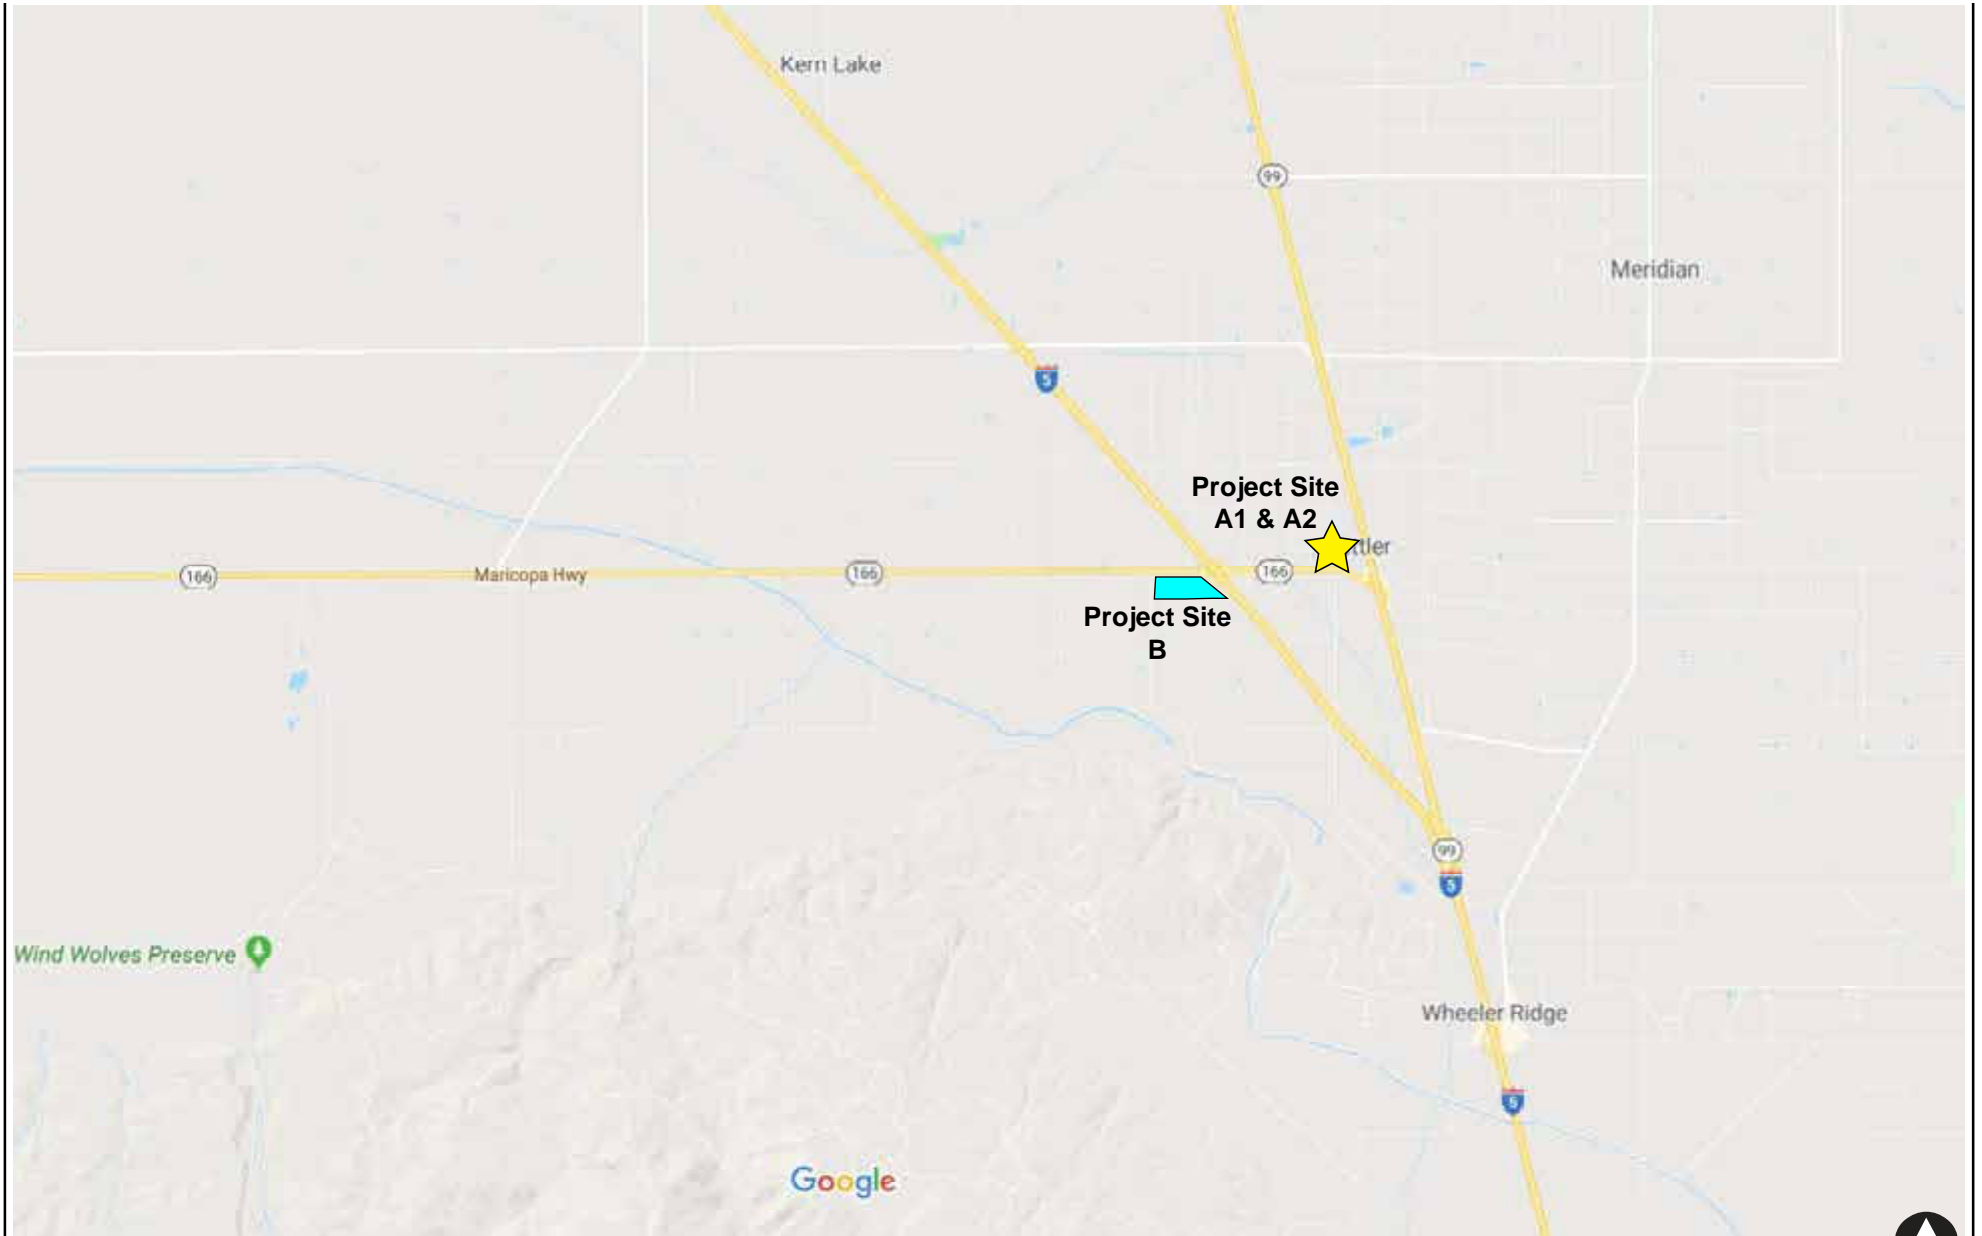 Kern Lake
99
Meridian
5
Project Site
A1 & A2
ttler
166
Maricopa Hwy
166
166
Project Site
B
99
5
Wind Wolves Preserve
Wheeler Ridge
5
Google